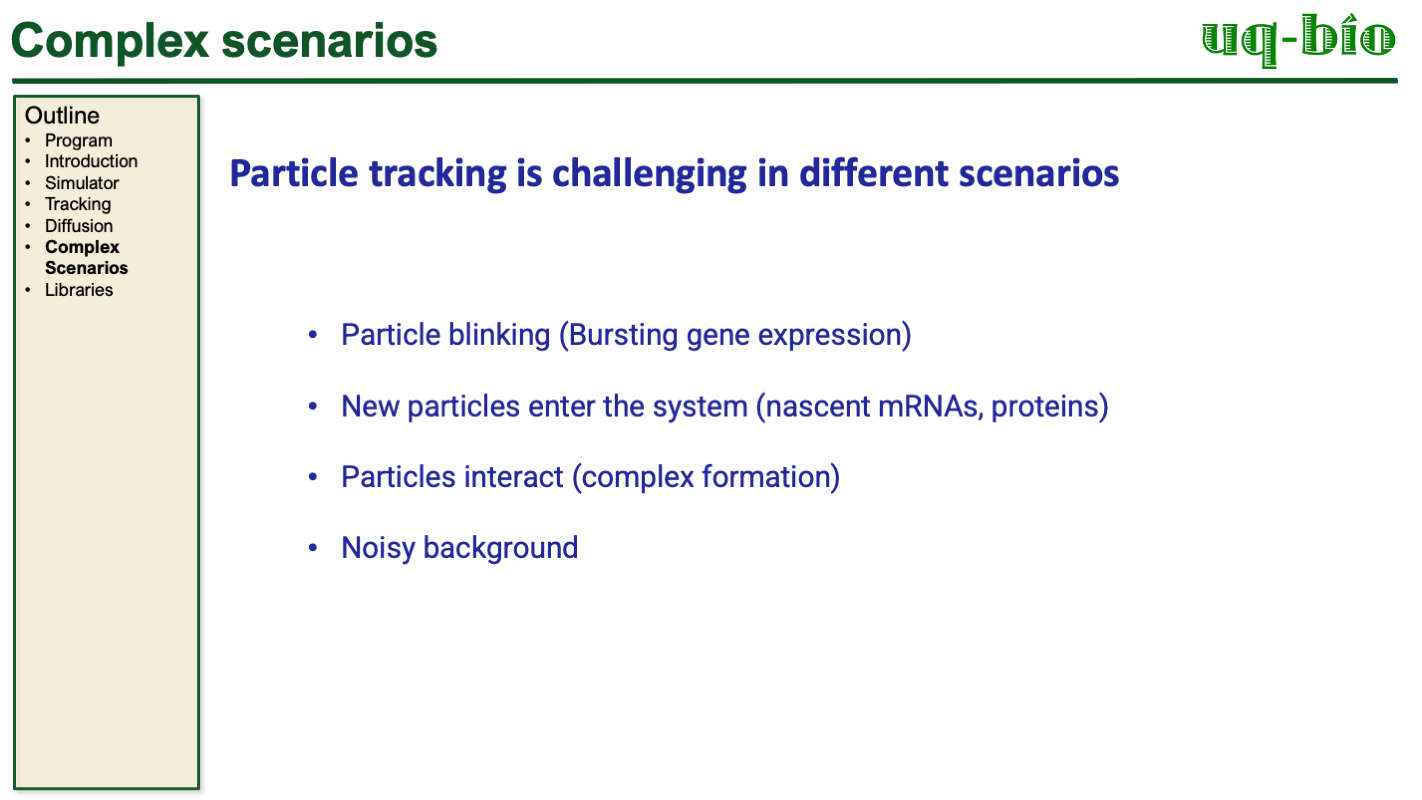 Complex scenarios
uq-bio
Outline
• Program
• Introduction
• Simulator
• Tracking
• Diffusion
• Complex
Scenarios
• Libraries
Particle tracking is challenging in different scenarios
• Particle blinking (Bursting gene expression)
• New particles enter the system (nascent mRNAs, proteins)
• Particles interact (complex formation)
• Noisy background